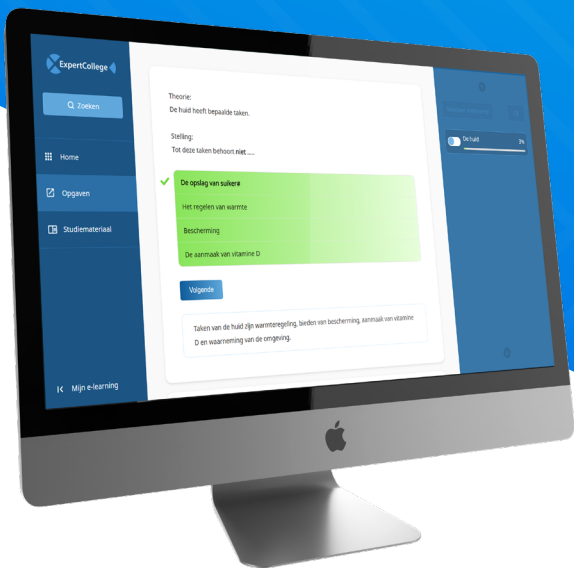 ExpertCollege
Zoeken
Home
Opgaven
Studiemateriaal
Mijn e-learning
Theorie:
De huid heeft bepaalde taken.
Stelling:
Tot deze taken behoort niet .....
De opslag van suiker#
Het regelen van warmte
Bescherming
De aanmaak van vitamine D
Volgende
Taken van de huid zijn warmteregeling, bieden van bescherming, aanmaak van vitamine
D en waarneming van de omgeving.
De huid 3%